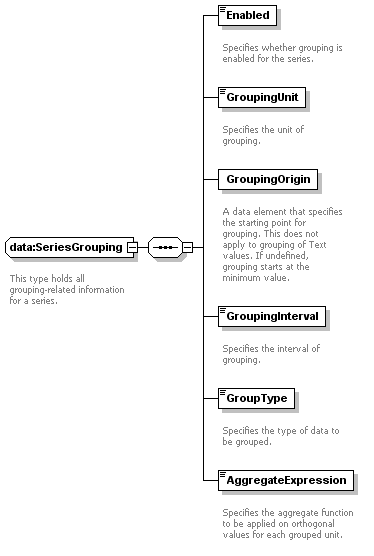 Enabled
Specifies whether grouping is
enabled for the series.
GroupingUnit
Specifies the unit of
grouping.
GroupingOrigin
A data element that specifies
the starting point for
grouping. This does not
apply to grouping of Text
values. If undefined,
grouping starts at the
minimum value.
data:SeriesGrouping
This type holds all
grouping-related information
for a series.
GroupingInterval
Specifies the interval of
grouping.
GroupType
Specifies the type of data to
be grouped.
AggregateExpression
Specifies the aggregate function
to be applied on orthogonal
values for each grouped unit.